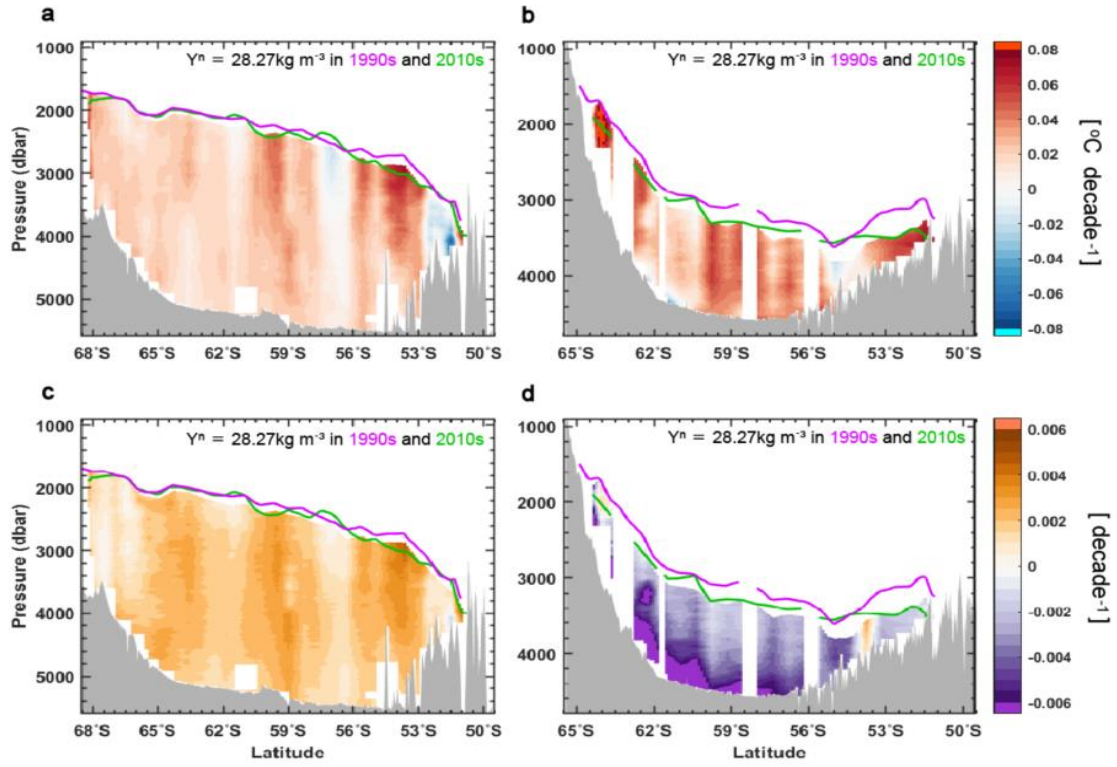 a
Yⁿ = 28.27kg m⁻³ in 1990s and 2010s
Pressure (dbar)
1000
2000
3000
4000
5000
68°S 65°S 62°S 59°S 56°S 53°S 50°S
b
Yⁿ = 28.27kg m⁻³ in 1990s and 2010s
1000
2000
3000
4000
65°S 62°S 59°S 56°S 53°S 50°S
0.08
0.06
0.04
0.02
0
-0.02
-0.04
-0.06
-0.08
[ ⁰C decade⁻¹ ]
c
Yⁿ = 28.27kg m⁻³ in 1990s and 2010s
Pressure (dbar)
1000
2000
3000
4000
5000
68°S 65°S 62°S 59°S 56°S 53°S 50°S
Latitude
d
Yⁿ = 28.27kg m⁻³ in 1990s and 2010s
1000
2000
3000
4000
65°S 62°S 59°S 56°S 53°S 50°S
Latitude
0.006
0.004
0.002
0
-0.002
-0.004
-0.006
[ decade⁻¹ ]